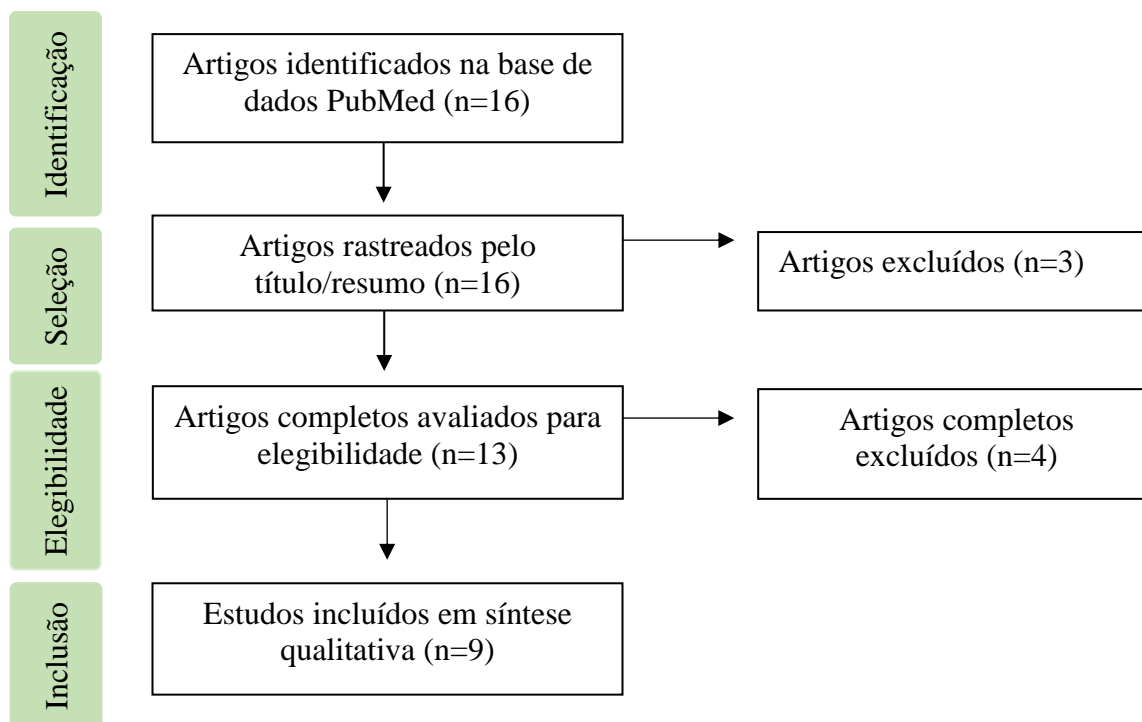 Identificação
Artigos identificados na base de
dados PubMed (n=16)
Seleção
Artigos rastreados pelo
título/resumo (n=16)
Artigos excluídos (n=3)
Elegibilidade
Artigos completos avaliados para
elegibilidade (n=13)
Artigos completos
excluídos (n=4)
Inclusão
Estudos incluídos em síntese
qualitativa (n=9)